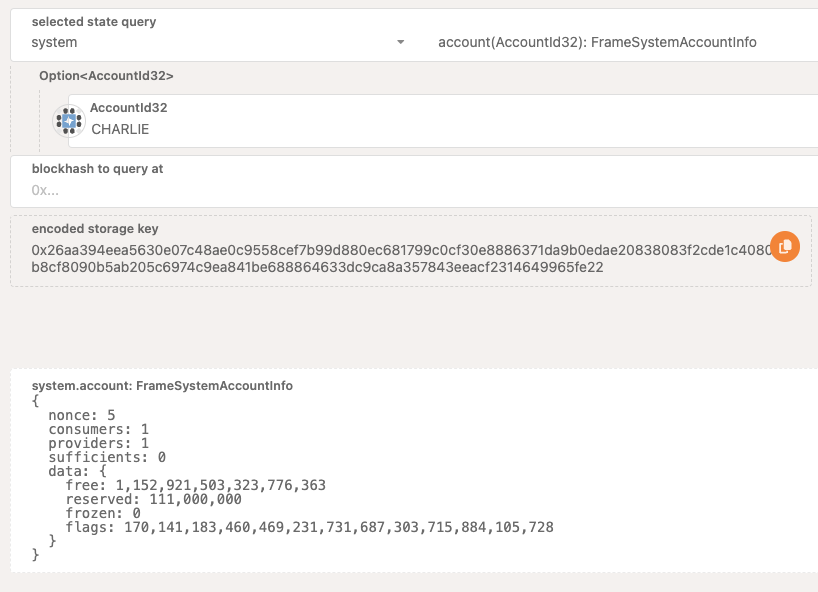 selected state query
system
account(AccountId32): FrameSystemAccountInfo
Option<AccountId32>
AccountId32
CHARLIE
blockhash to query at
0x...
encoded storage key
0x26aa394eea5630e07c48ae0c9558cef7b99d880ec681799c0cf30e8886371da9b0edae20838083f2cde1c4080
b8cf8090b5ab205c6974c9ea841be688864633dc9ca8a357843eeacf2314649965fe22
system.account: FrameSystemAccountInfo
{
  nonce: 5
  consumers: 1
  providers: 1
  sufficients: 0
  data: {
    free: 1,152,921,503,323,776,363
    reserved: 111,000,000
    frozen: 0
    flags: 170,141,183,460,469,231,731,687,303,715,884,105,728
  }
}